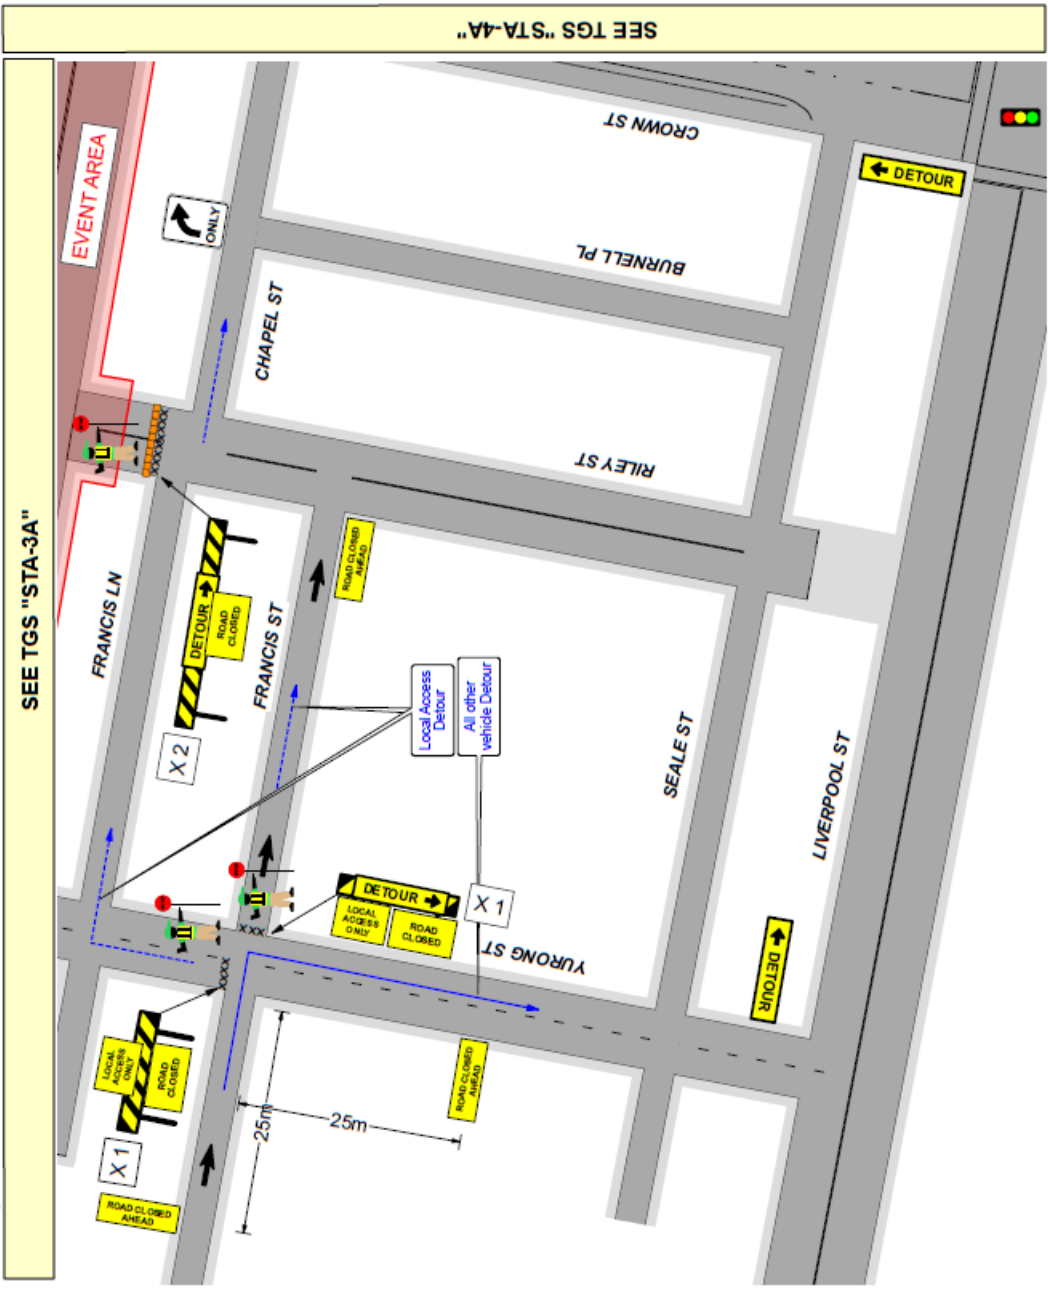 SEE TGS "STA-4A"
SEE TGS "STA-3A"
EVENT AREA
ONLY
CROWN ST
DETOUR
BURNELL PL
CHAPEL ST
RILEY ST
FRANCIS LN
DETOUR
ROAD
CLOSED
X 2
FRANCIS ST
ROAD CLOSED
AHEAD
Local Access
Detour
All other
vehicle Detour
SEALE ST
LIVERPOOL ST
DETOUR
LOCAL
ACCESS
ONLY
ROAD
CLOSED
X 1
YURONG ST
DETOUR
LOCAL
ACCESS
ONLY
ROAD
CLOSED
X 1
ROAD CLOSED
AHEAD
25m
25m
ROAD CLOSED
AHEAD